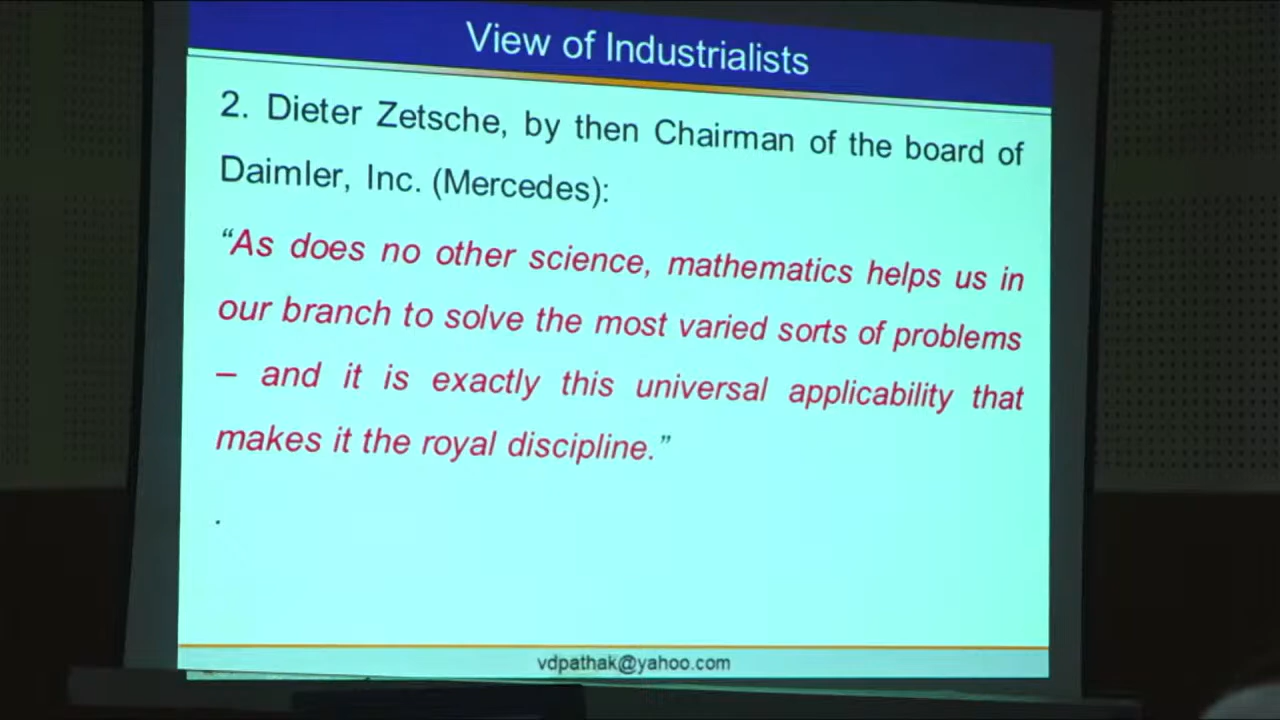 View of Industrialists
2. Dieter Zetsche, by then Chairman of the board of
Daimler, Inc. (Mercedes):
“As does no other science, mathematics helps us in
our branch to solve the most varied sorts of problems
– and it is exactly this universal applicability that
makes it the royal discipline.”
.
vdpathak@yahoo.com